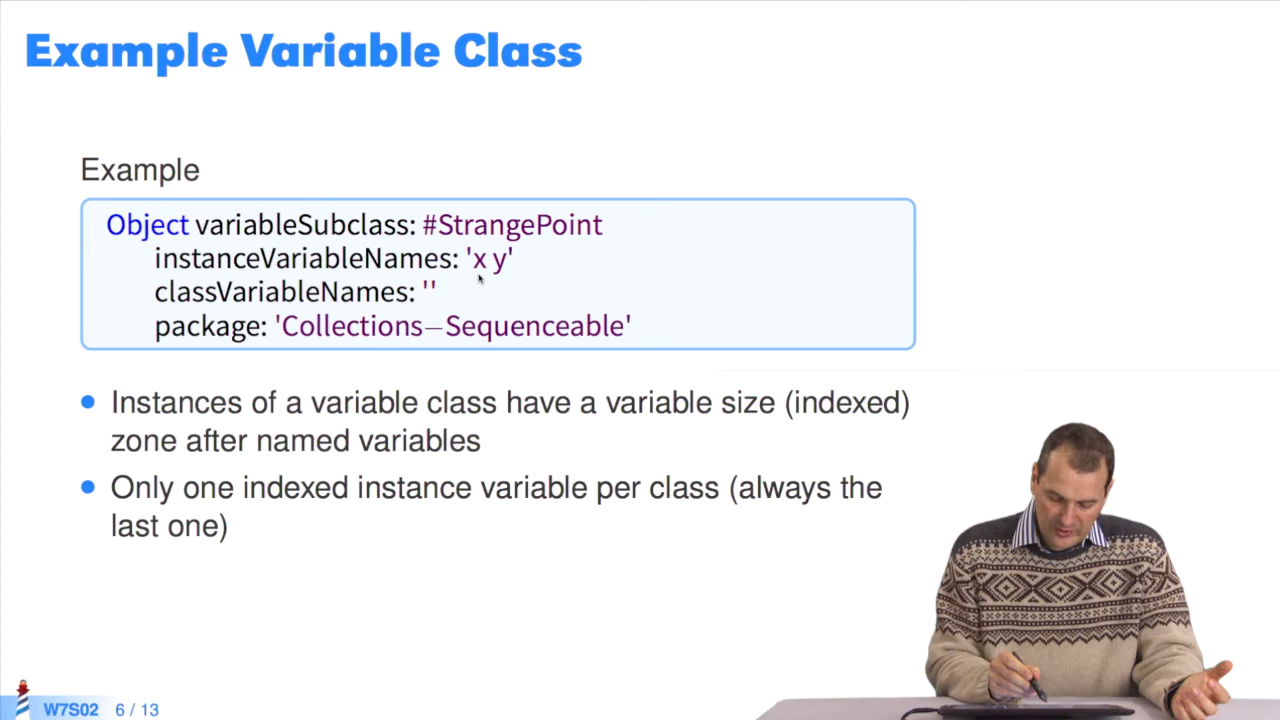 Example Variable Class
Example
Object variableSubclass: #StrangePoint
instanceVariableNames: 'x y'
classVariableNames: ''
package: 'Collections–Sequenceable'
Instances of a variable class have a variable size (indexed)
zone after named variables
Only one indexed instance variable per class (always the
last one)
W7S02 6 / 13